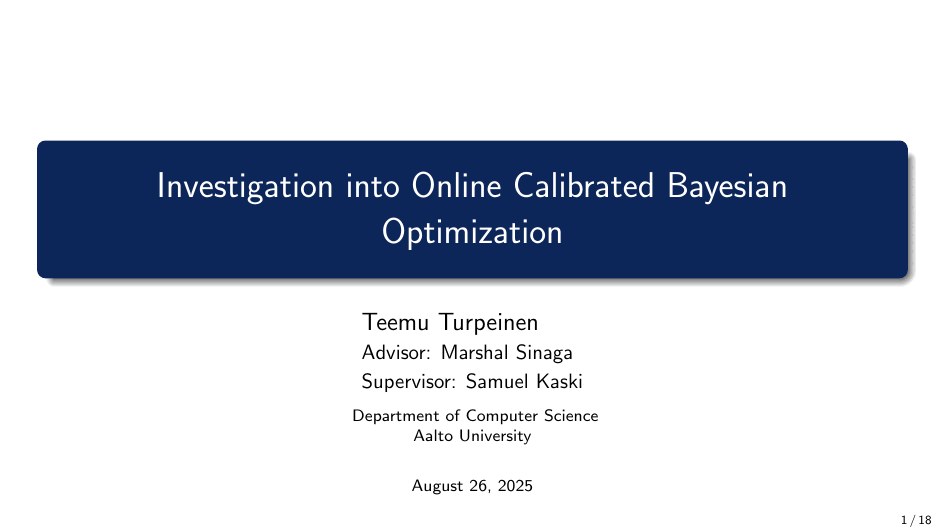 Investigation into Online Calibrated Bayesian
Optimization
Teemu Turpeinen
Advisor: Marshal Sinaga
Supervisor: Samuel Kaski
Department of Computer Science
Aalto University
August 26, 2025
1 / 18